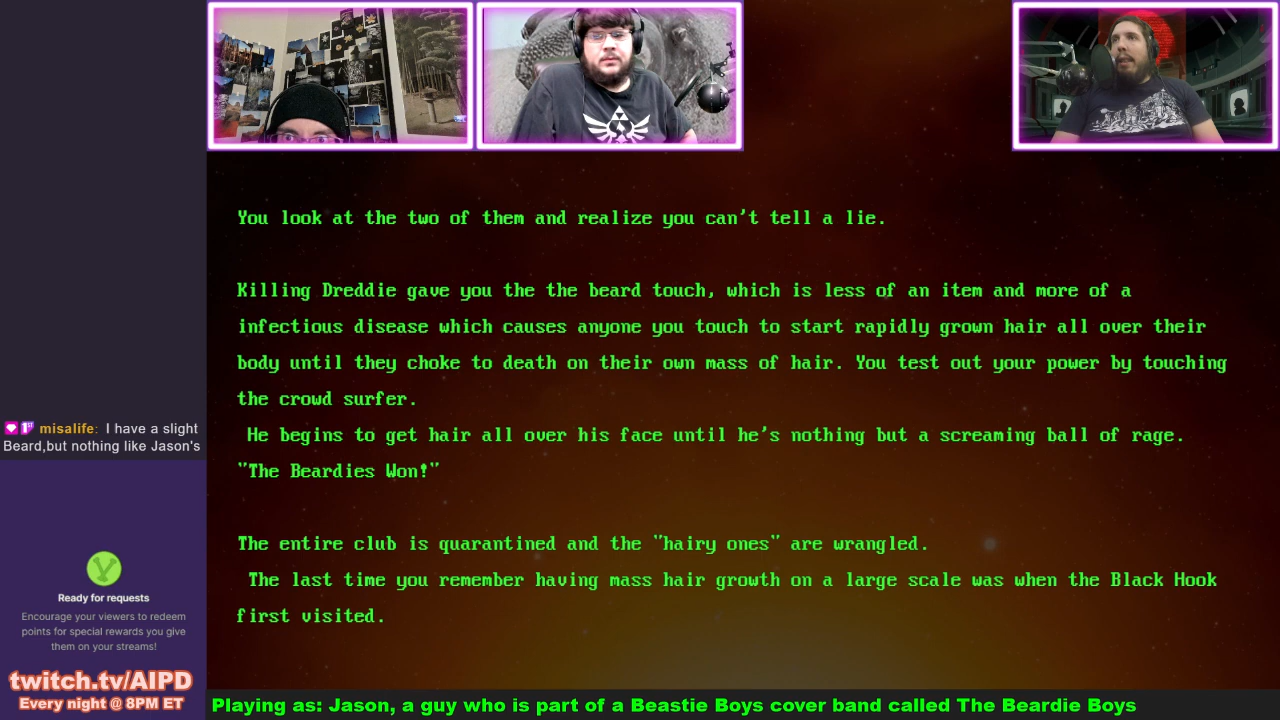 You look at the two of them and realize you can't tell a lie.
Killing Dreddie gave you the the beard touch, which is less of an item and more of a
infectious disease which causes anyone you touch to start rapidly grown hair all over their
body until they choke to death on their own mass of hair. You test out your power by touching
the crowd surfer.
He begins to get hair all over his face until he's nothing but a screaming ball of rage.
"The Beardies Won!"
The entire club is quarantined and the "hairy ones" are wrangled.
The last time you remember having mass hair growth on a large scale was when the Black Hook
first visited.
misalife: I have a slight
Beard,but nothing like Jason's
Ready for requests
Encourage your viewers to redeem
points for special rewards you give
them on your streams!
twitch.tv/AIPD
Every night @ 8PM ET
Playing as: Jason, a guy who is part of a Beastie Boys cover band called The Beardie Boys